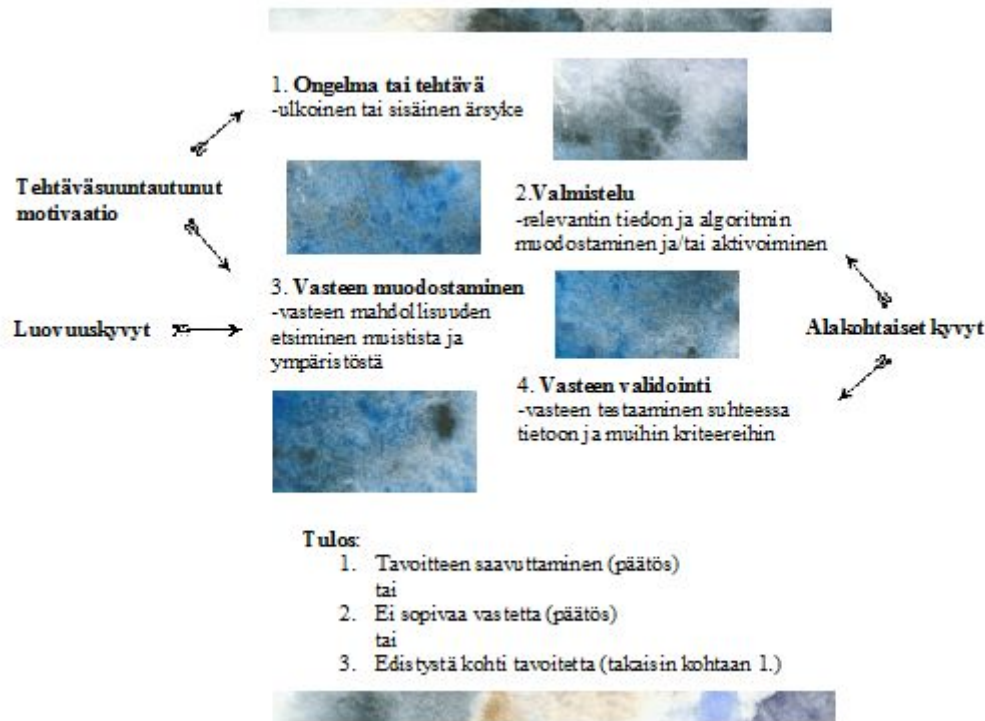 1. Ongelma tai tehtävä
-ulkoinen tai sisäinen ärsyke
Tehtäväsuuntautunut
motivaatio
2.Valmistelu
-relevantin tiedon ja algoritmin
muodostaminen ja/tai aktivoiminen
3. Vasteen muodostaminen
-vasteen mahdollisuuden
etsiminen muistista ja
ympäristöstä
Luovuuskyvyt
Alakohtaiset kyvyt
4. Vasteen validointi
-vasteen testaaminen suhteessa
tietoon ja muihin kriteereihin
Tulos:
1. Tavoitteen saavuttaminen (päätös)
tai
2. Ei sopivaa vastetta (päätös)
tai
3. Edistystä kohti tavoitetta (takaisin kohtaan 1.)